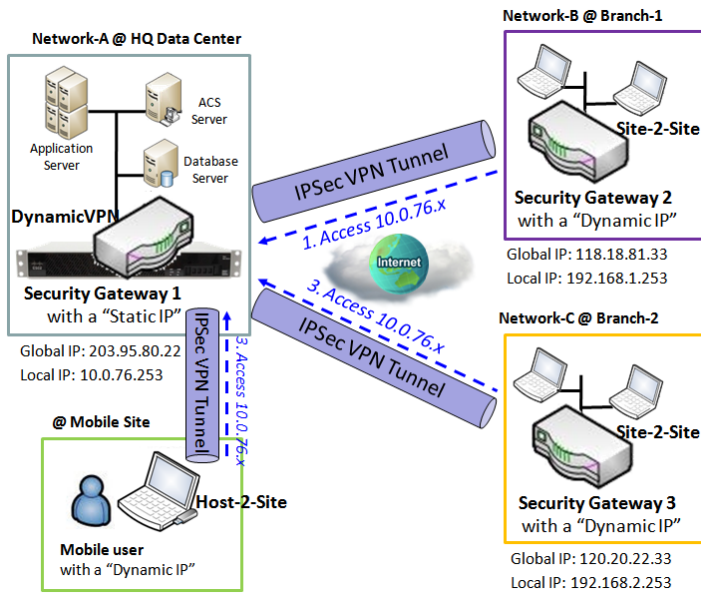 Network-A @ HQ Data Center
Application
Server
ACS
Server
Database
Server
DynamicVPN
Security Gateway 1
with a “Static IP”
Global IP: 203.95.80.22
Local IP: 10.0.76.253
IPSec VPN Tunnel
1. Access 10.0.76.x
Internet
3. Access 10.0.76.x
IPSec VPN Tunnel
IPSec VPN Tunnel
3. Access 10.0.76.x
@ Mobile Site
Host-2-Site
Mobile user
with a “Dynamic IP”
Network-B @ Branch-1
Site-2-Site
Security Gateway 2
with a “Dynamic IP”
Global IP: 118.18.81.33
Local IP: 192.168.1.253
Network-C @ Branch-2
Site-2-Site
Security Gateway 3
with a “Dynamic IP”
Global IP: 120.20.22.33
Local IP: 192.168.2.253